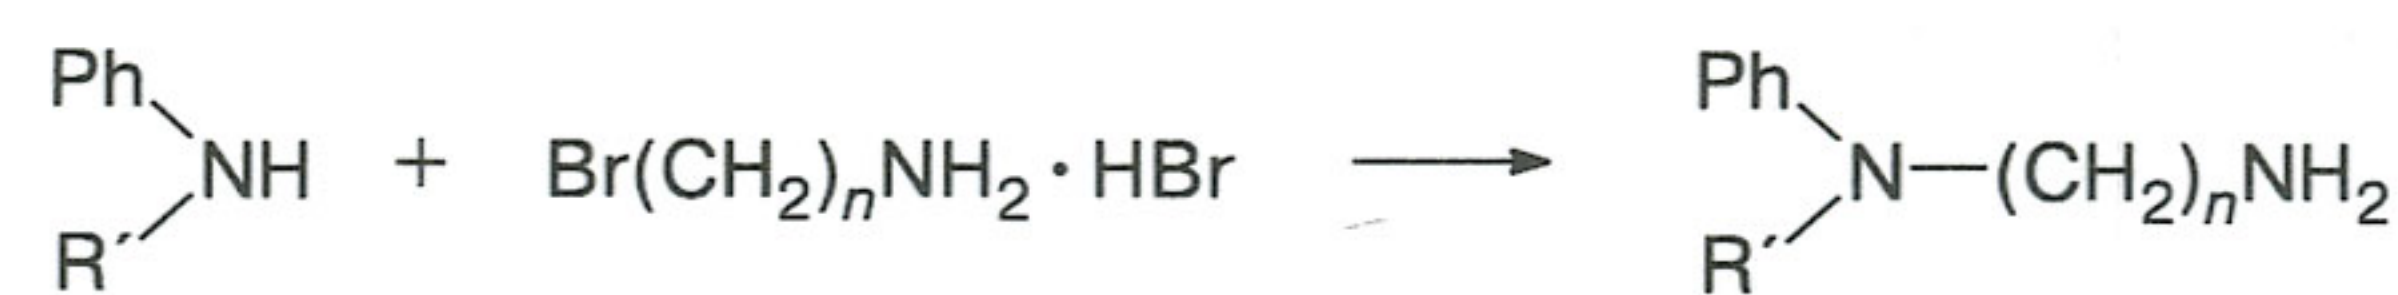 Ph
NH + Br(CH₂)ₙNH₂ · HBr → N—(CH₂)ₙNH₂
R′
Ph
R′